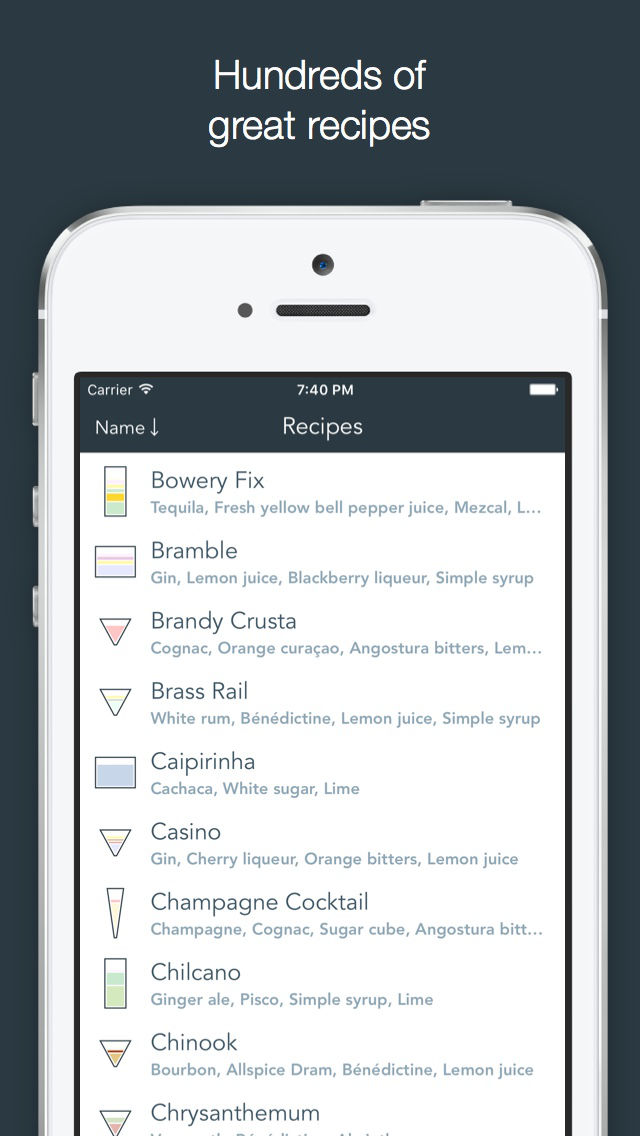 Hundreds of
great recipes
Carrier 7:40 PM
Name↓ Recipes
Bowery Fix
Tequila, Fresh yellow bell pepper juice, Mezcal, L...
Bramble
Gin, Lemon juice, Blackberry liqueur, Simple syrup
Brandy Crusta
Cognac, Orange curaçao, Angostura bitters, Lem...
Brass Rail
White rum, Bénédictine, Lemon juice, Simple syrup
Caipirinha
Cachaca, White sugar, Lime
Casino
Gin, Cherry liqueur, Orange bitters, Lemon juice
Champagne Cocktail
Champagne, Cognac, Sugar cube, Angostura bitt...
Chilcano
Ginger ale, Pisco, Simple syrup, Lime
Chinook
Bourbon, Allspice Dram, Bénédictine, Lemon juice
Chrysanthemum